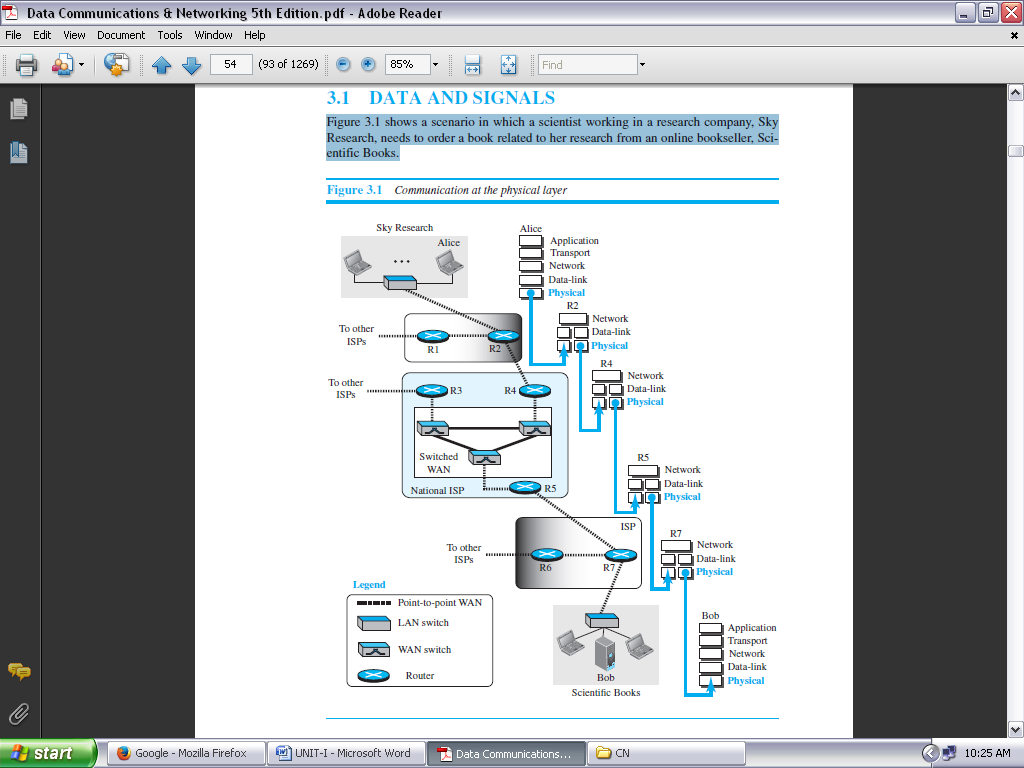 Data Communications & Networking 5th Edition.pdf - Adobe Reader
File Edit View Document Tools Window Help
54 (93 of 1269) 85% Find
3.1 DATA AND SIGNALS
Figure 3.1 shows a scenario in which a scientist working in a research company, Sky
Research, needs to order a book related to her research from an online bookseller, Sci-
entific Books.
Figure 3.1 Communication at the physical layer
Sky Research
Alice
Alice
Application
Transport
Network
Data-link
Physical
R2
Network
Data-link
Physical
To other
ISPs
R1
R2
R4
Network
Data-link
Physical
To other
ISPs
R3
R4
Switched
WAN
National ISP
R5
R5
Network
Data-link
Physical
ISP
To other
ISPs
R6
R7
R7
Network
Data-link
Physical
Legend
Point-to-point WAN
LAN switch
WAN switch
Router
Bob
Scientific Books
Bob
Application
Transport
Network
Data-link
Physical
start
Google - Mozilla Firefox
UNIT-I - Microsoft Word
Data Communications...
CN
10:25 AM